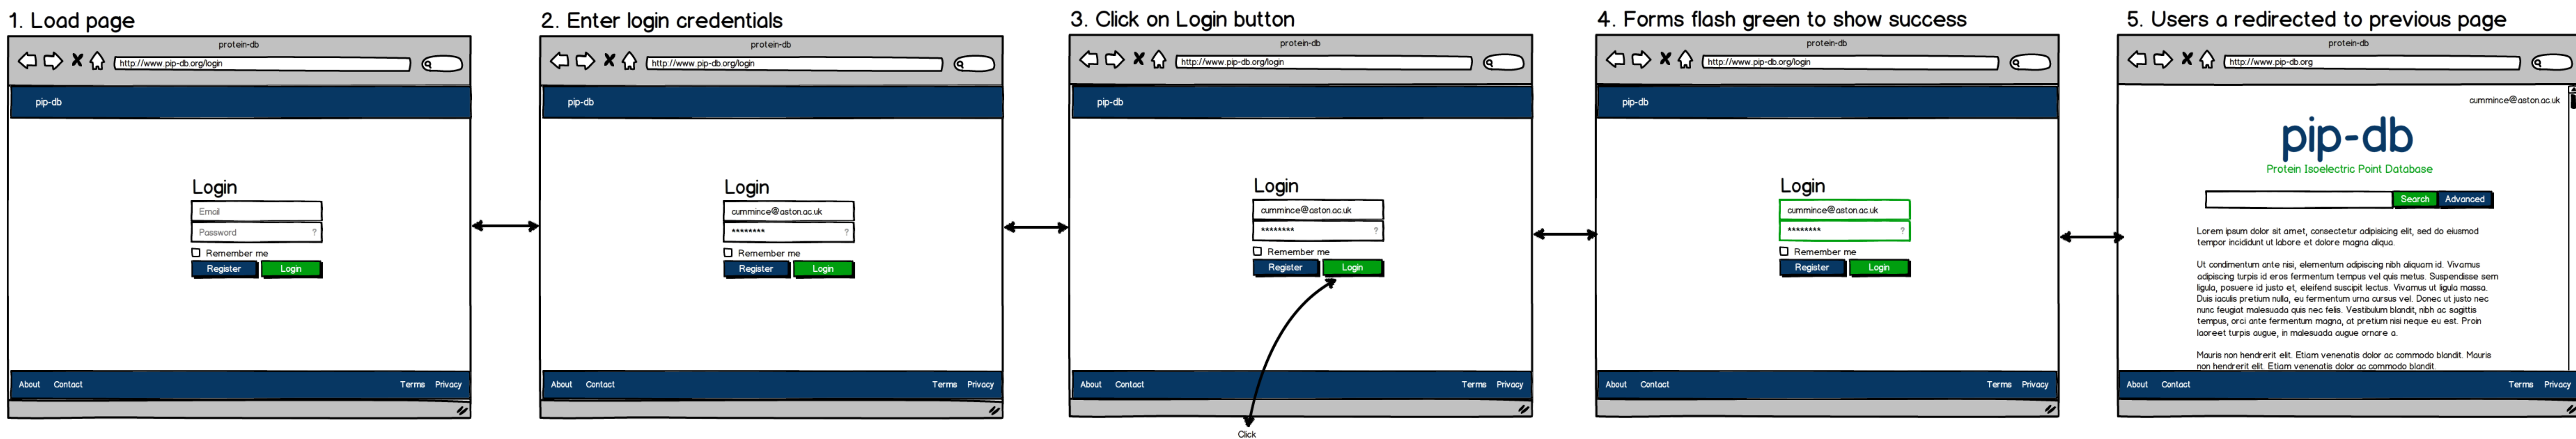 1. Load page
protein-db
http://www.pip-db.org/login
pip-db
Login
Email
Password ?
Remember me
Register Login
About Contact Terms Privacy
2. Enter login credentials
protein-db
http://www.pip-db.org/login
pip-db
Login
cummince@aston.ac.uk
******** ?
Remember me
Register Login
About Contact Terms Privacy
3. Click on Login button
protein-db
http://www.pip-db.org/login
pip-db
Login
cummince@aston.ac.uk
******** ?
Remember me
Register Login
About Contact Terms Privacy
Click
4. Forms flash green to show success
protein-db
http://www.pip-db.org/login
pip-db
Login
cummince@aston.ac.uk
******** ?
Remember me
Register Login
About Contact Terms Privacy
5. Users a redirected to previous page
protein-db
http://www.pip-db.org
cummince@aston.ac.uk
pip-db
Protein Isoelectric Point Database
Search Advanced
Lorem ipsum dolor sit amet, consectetur adipisicing elit, sed do eiusmod
tempor incididunt ut labore et dolore magna aliqua.
Ut condimentum ante nisi, elementum adipiscing nibh aliquam id. Vivamus
adipiscing turpis id eros fermentum tempus vel quis metus. Suspendisse sem
ligula, posuere id justo et, eleifend suscipit lectus. Vivamus ut ligula massa.
Duis iaculis pretium nulla, eu fermentum urna cursus vel. Donec ut justo nec
nunc feugiat malesuada quis nec felis. Vestibulum blandit, nibh ac sagittis
tempus, orci ante fermentum magna, at pretium nisi neque eu est. Proin
laoreet turpis augue, in malesuada augue ornare a.
Mauris non hendrerit elit. Etiam venenatis dolor ac commodo blandit. Mauris
non hendrerit elit. Etiam venenatis dolor ac commodo blandit.
About Contact Terms Privacy